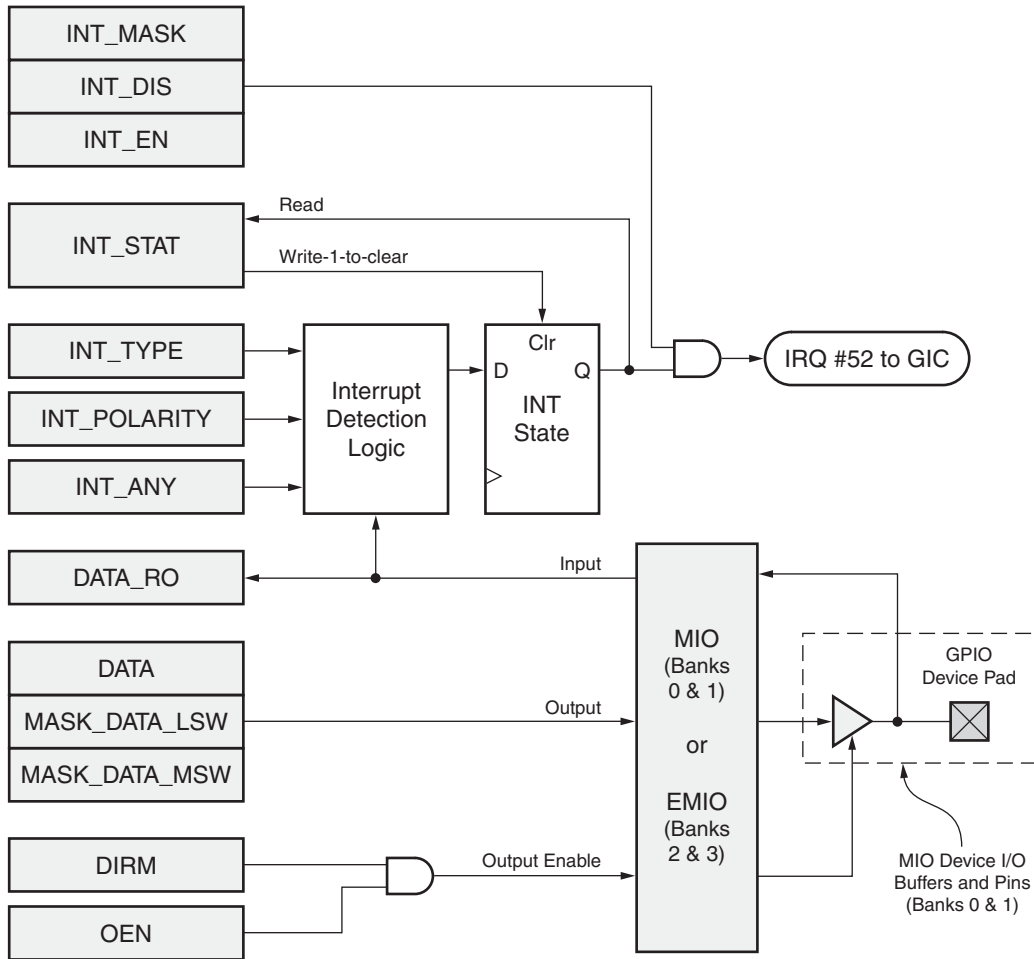 INT_MASK
INT_DIS
INT_EN
Read
INT_STAT
Write-1-to-clear
INT_TYPE
INT_POLARITY
INT_ANY
Interrupt
Detection
Logic
Clr
D
Q
INT
State
IRQ #52 to GIC
DATA_RO
Input
DATA
MASK_DATA_LSW
MASK_DATA_MSW
Output
MIO
(Banks
0 & 1)
or
EMIO
(Banks
2 & 3)
GPIO
Device Pad
DIRM
OEN
Output Enable
MIO Device I/O
Buffers and Pins
(Banks 0 & 1)